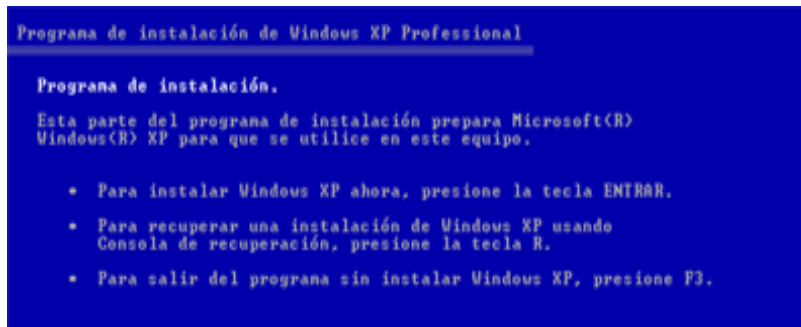 Programa de instalación de Windows XP Professional
Programa de instalación.
Esta parte del programa de instalación prepara Microsoft(R)
Windows(R) XP para que se utilice en este equipo.
• Para instalar Windows XP ahora, presione la tecla ENTRAR.
• Para recuperar una instalación de Windows XP usando
Consola de recuperación, presione la tecla R.
• Para salir del programa sin instalar Windows XP, presione F3.